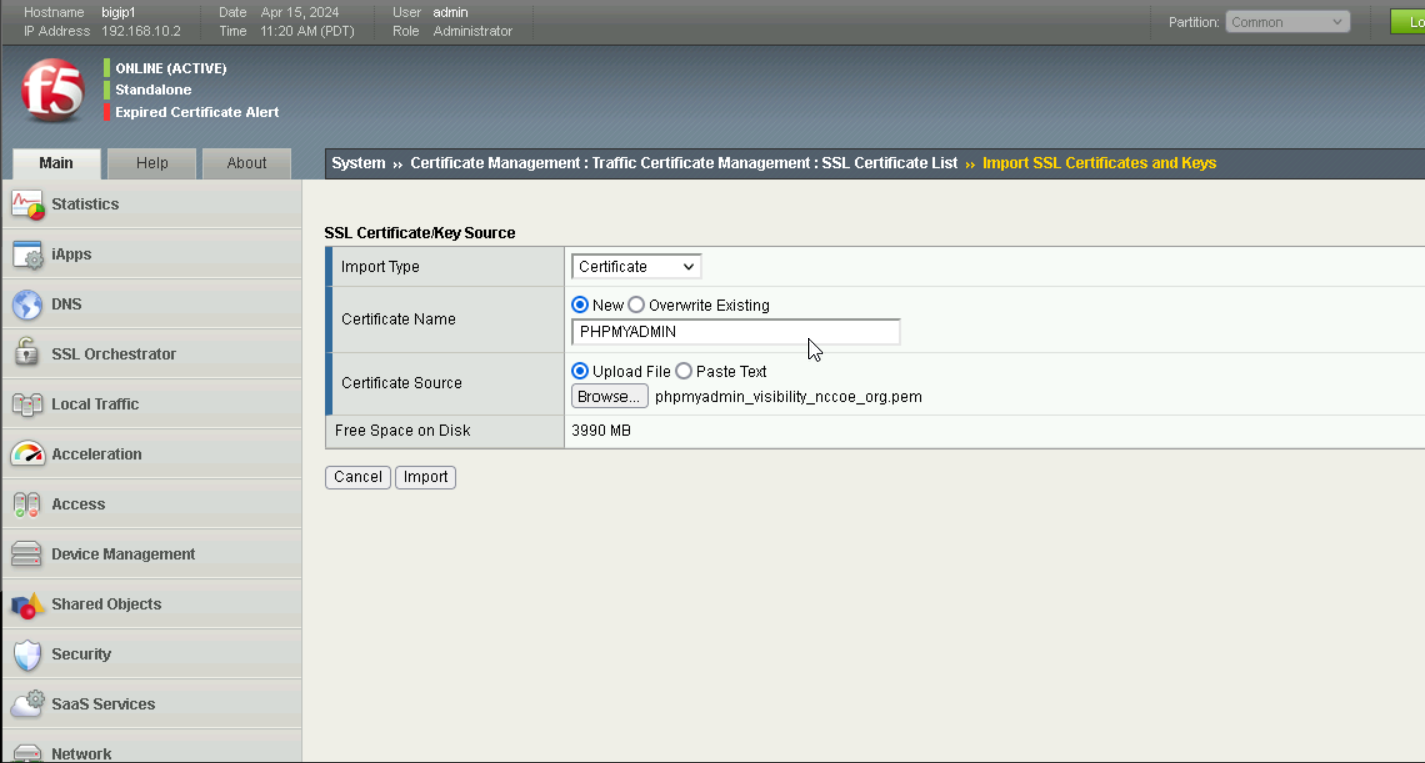 Hostname bigip1 Date Apr 15, 2024 User admin
IP Address 192.168.10.2 Time 11:20 AM (PDT) Role Administrator
Partition: Common Lo
f5
ONLINE (ACTIVE)
Standalone
Expired Certificate Alert
Main Help About
System ›› Certificate Management : Traffic Certificate Management : SSL Certificate List ›› Import SSL Certificates and Keys
Statistics
iApps
DNS
SSL Orchestrator
Local Traffic
Acceleration
Access
Device Management
Shared Objects
Security
SaaS Services
Network
SSL Certificate/Key Source
Import Type Certificate
Certificate Name New Overwrite Existing
PHPMYADMIN
Certificate Source Upload File Paste Text
Browse... phpmyadmin_visibility_nccoe_org.pem
Free Space on Disk 3990 MB
Cancel Import